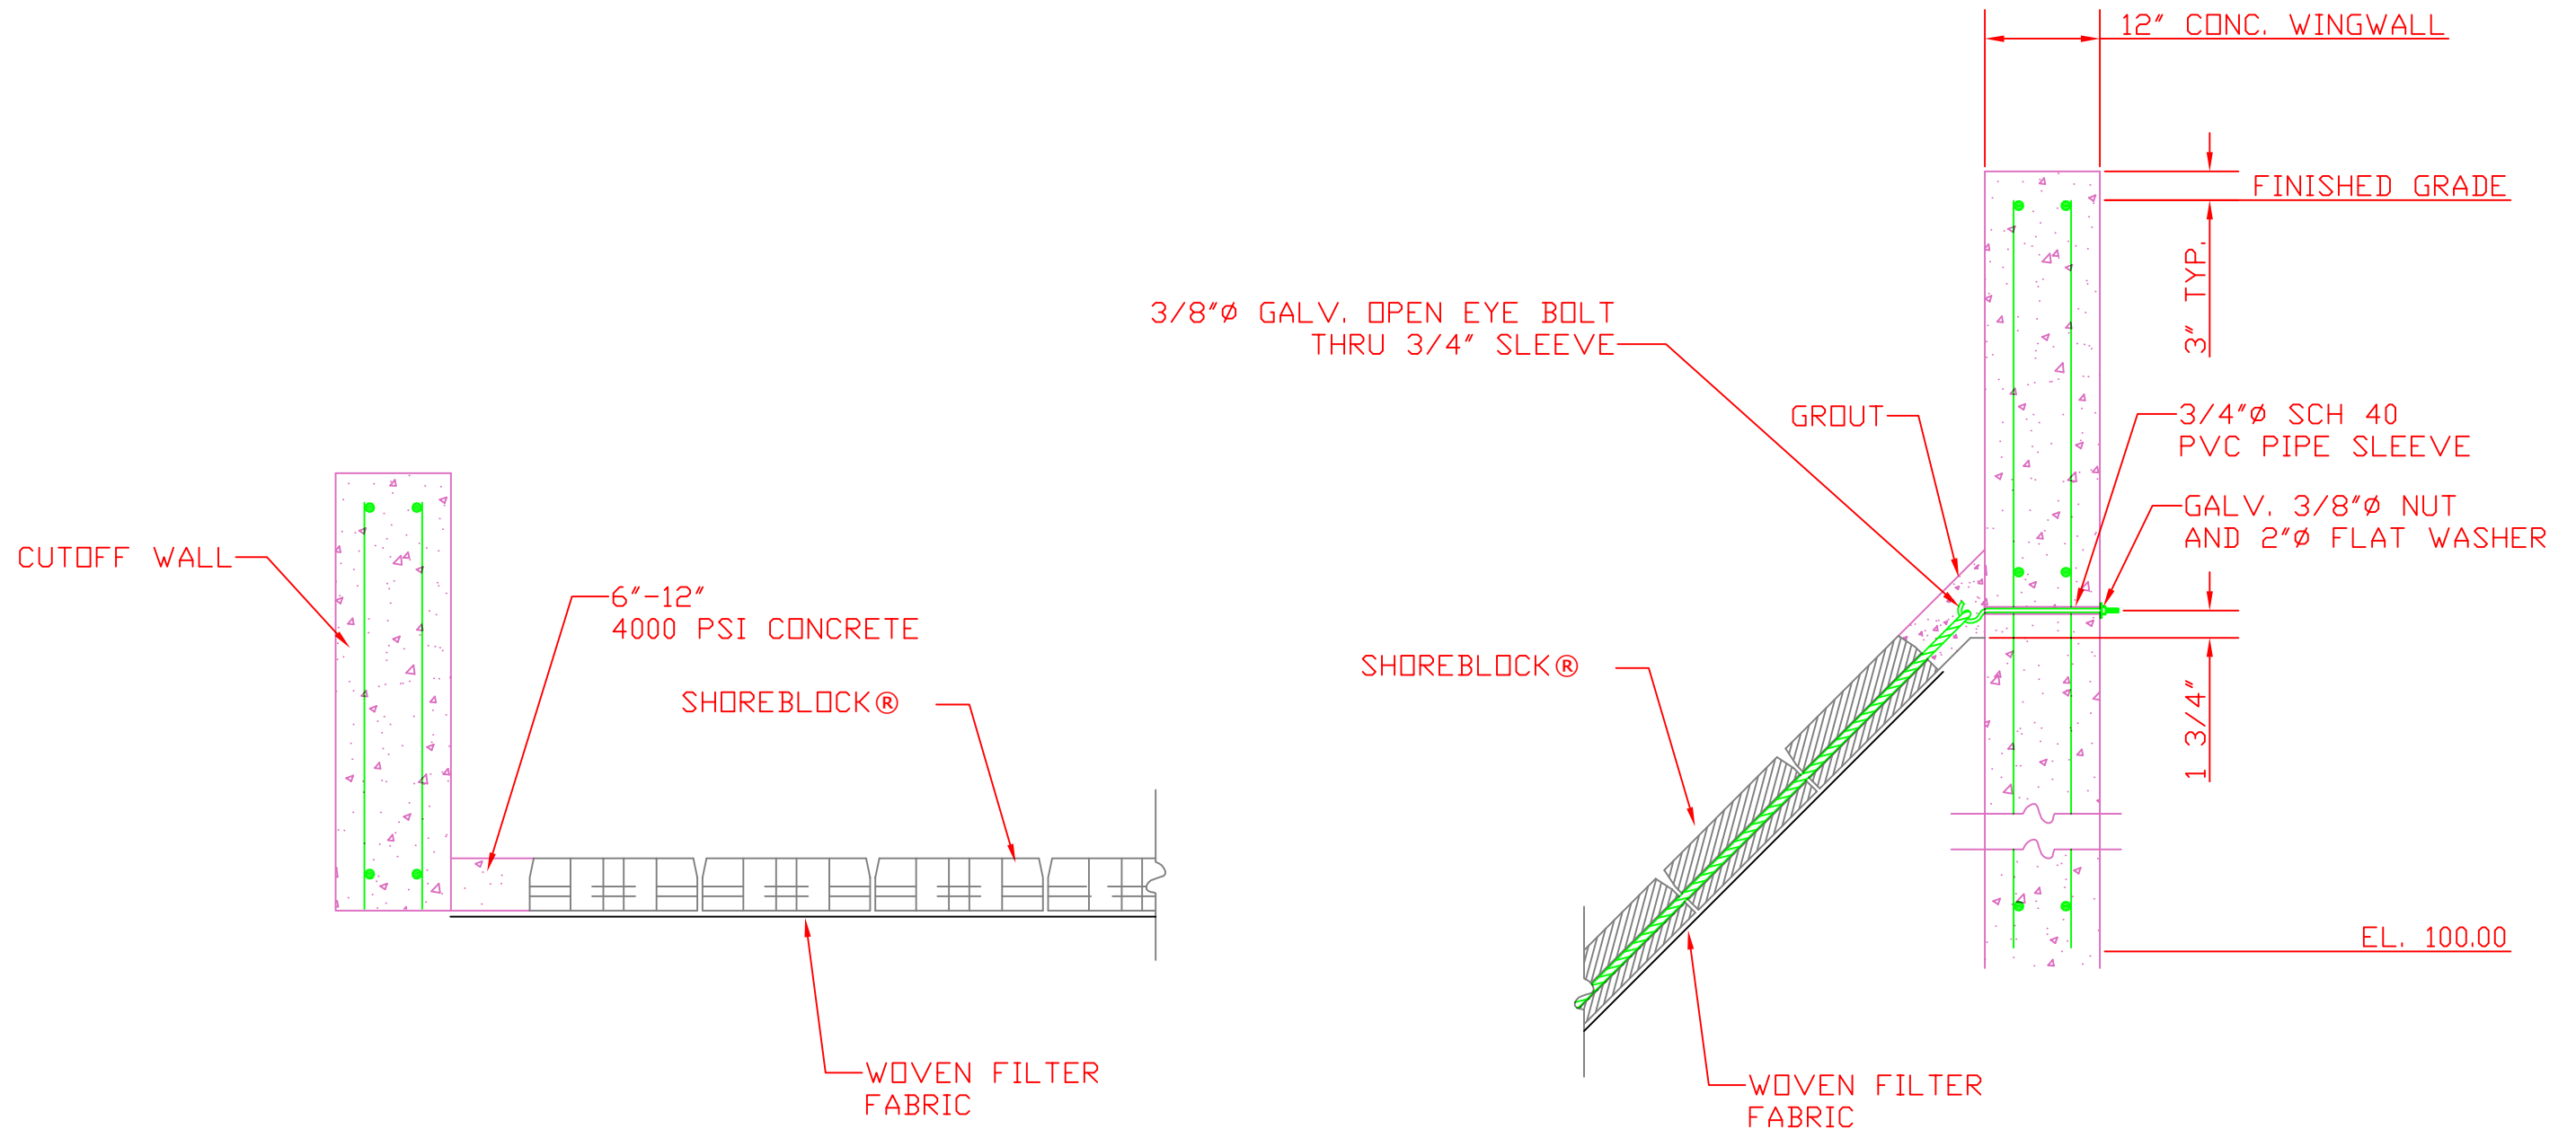 12" CONC. WINGWALL
FINISHED GRADE
3" TYP.
3/8"Ø GALV. OPEN EYE BOLT
THRU 3/4" SLEEVE
GROUT
3/4"Ø SCH 40
PVC PIPE SLEEVE
GALV. 3/8"Ø NUT
AND 2"Ø FLAT WASHER
CUTOFF WALL
6"-12"
4000 PSI CONCRETE
SHOREBLOCK®
SHOREBLOCK®
1 3/4"
EL. 100.00
WOVEN FILTER
FABRIC
WOVEN FILTER
FABRIC